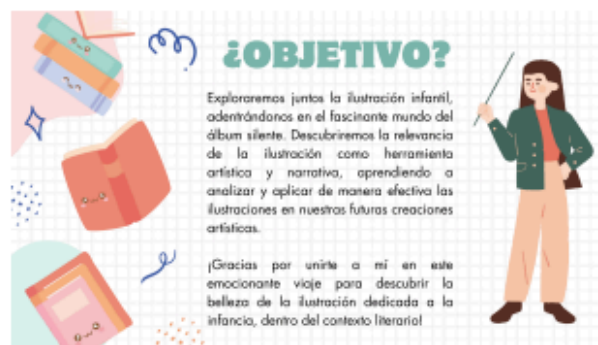 ¿OBJETIVO?
Exploraremos juntos la ilustración infantil,
adentrándonos en el fascinante mundo del
álbum silente. Descubriremos la relevancia
de la ilustración como herramienta
artística y narrativa, aprendiendo a
analizar y aplicar de manera efectiva las
ilustraciones en nuestras futuras creaciones
artísticas.
¡Gracias por unirte a mí en este
emocionante viaje para descubrir la
belleza de la ilustración dedicada a la
infancia, dentro del contexto literario!